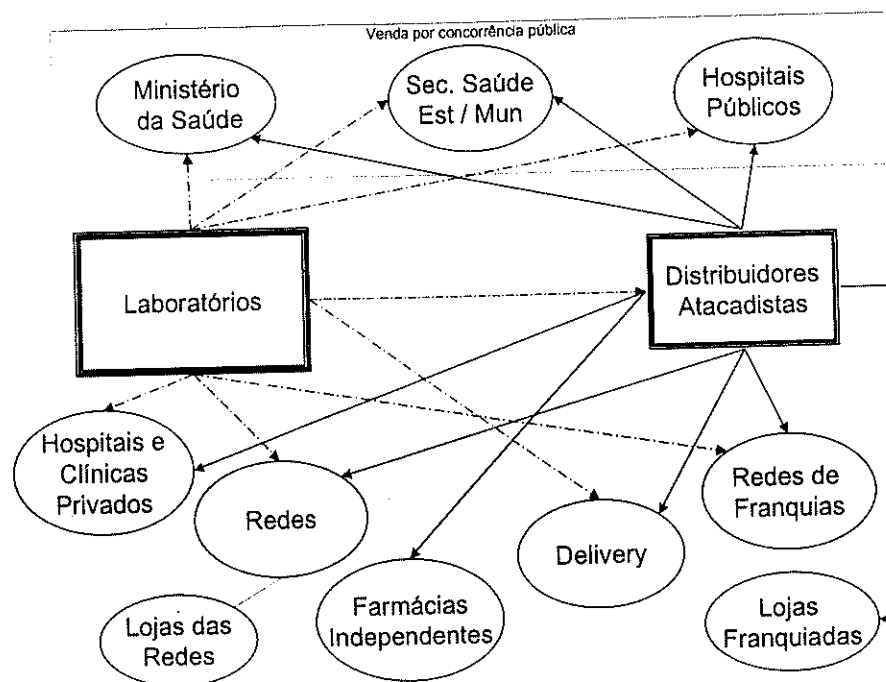 Venda por concorrência pública
Ministério
da Saúde
Sec. Saúde
Est / Mun
Hospitais
Públicos
Laboratórios
Distribuidores
Atacadistas
Hospitais e
Clínicas
Privados
Redes
Delivery
Redes de
Franquias
Lojas das
Redes
Farmácias
Independentes
Lojas
Franquiadas